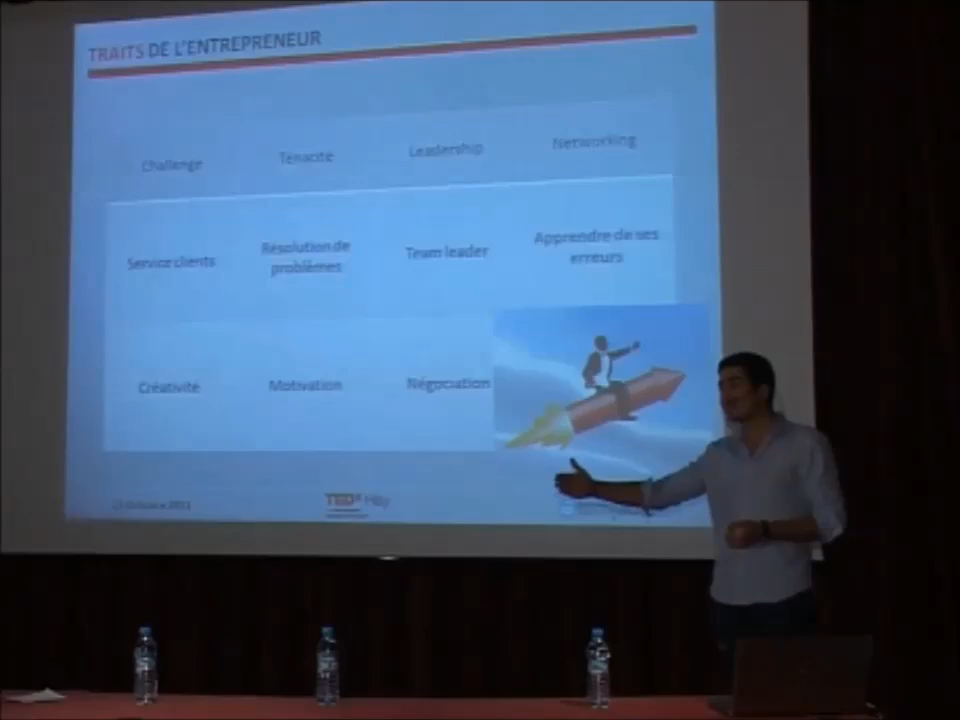 TRAITS DE L'ENTREPRENEUR
Challenge
Ténacité
Leadership
Networking
Service clients
Résolution de
problèmes
Team leader
Apprendre de ses
erreurs
Créativité
Motivation
Négociation
TEDx